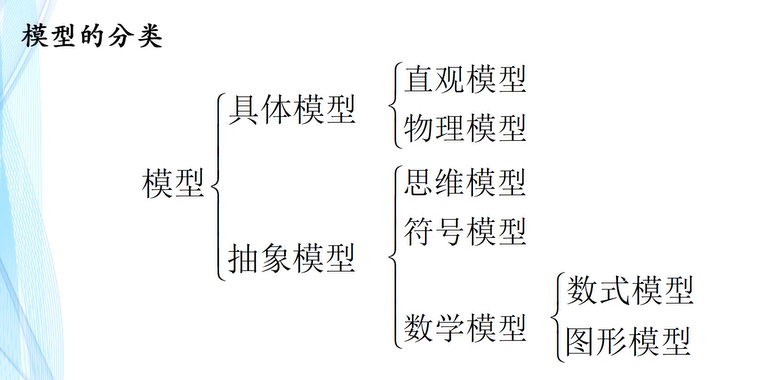 模型的分类
模型
具体模型
直观模型
物理模型
抽象模型
思维模型
符号模型
数学模型
数式模型
图形模型